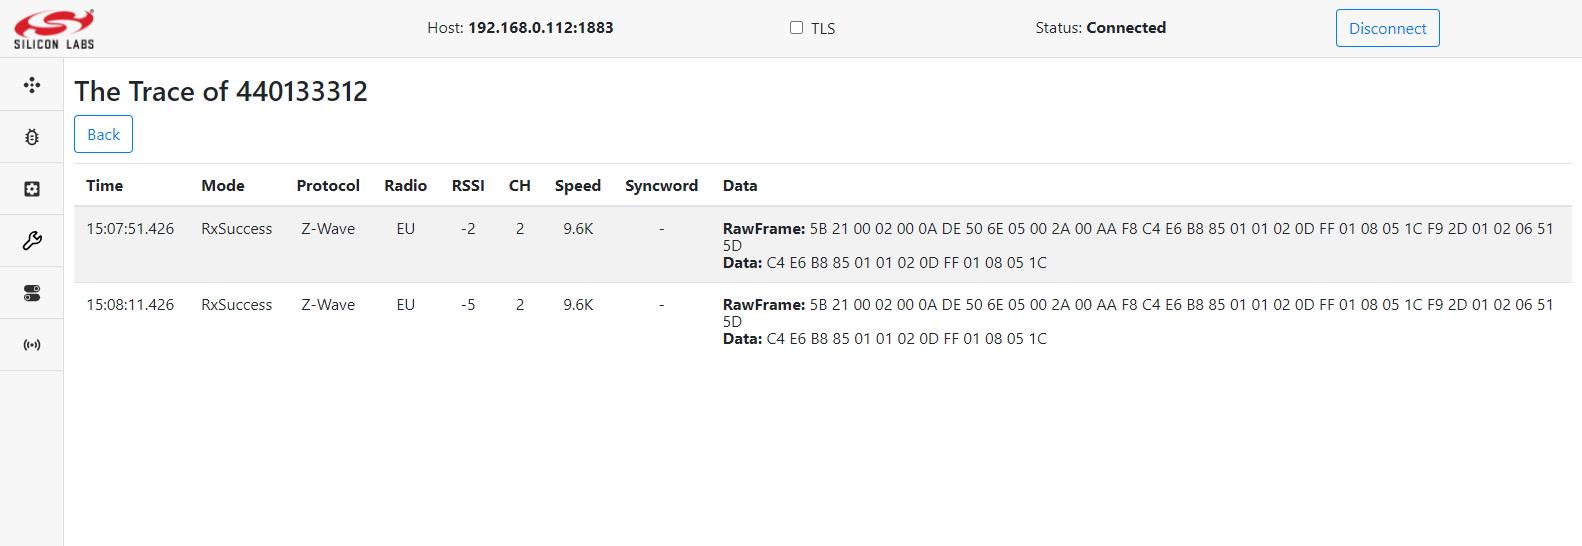 SILICON LABS
Host: 192.168.0.112:1883
TLS
Status: Connected
Disconnect
The Trace of 440133312
Back
Time Mode Protocol Radio RSSI CH Speed Syncword Data
15:07:51.426 RxSuccess Z-Wave EU -2 2 9.6K - RawFrame: 5B 21 00 02 00 0A DE 50 6E 05 00 2A 00 AA F8 C4 E6 B8 85 01 01 02 0D FF 01 08 05 1C F9 2D 01 02 06 51
5D
Data: C4 E6 B8 85 01 01 02 0D FF 01 08 05 1C
15:08:11.426 RxSuccess Z-Wave EU -5 2 9.6K - RawFrame: 5B 21 00 02 00 0A DE 50 6E 05 00 2A 00 AA F8 C4 E6 B8 85 01 01 02 0D FF 01 08 05 1C F9 2D 01 02 06 51
5D
Data: C4 E6 B8 85 01 01 02 0D FF 01 08 05 1C